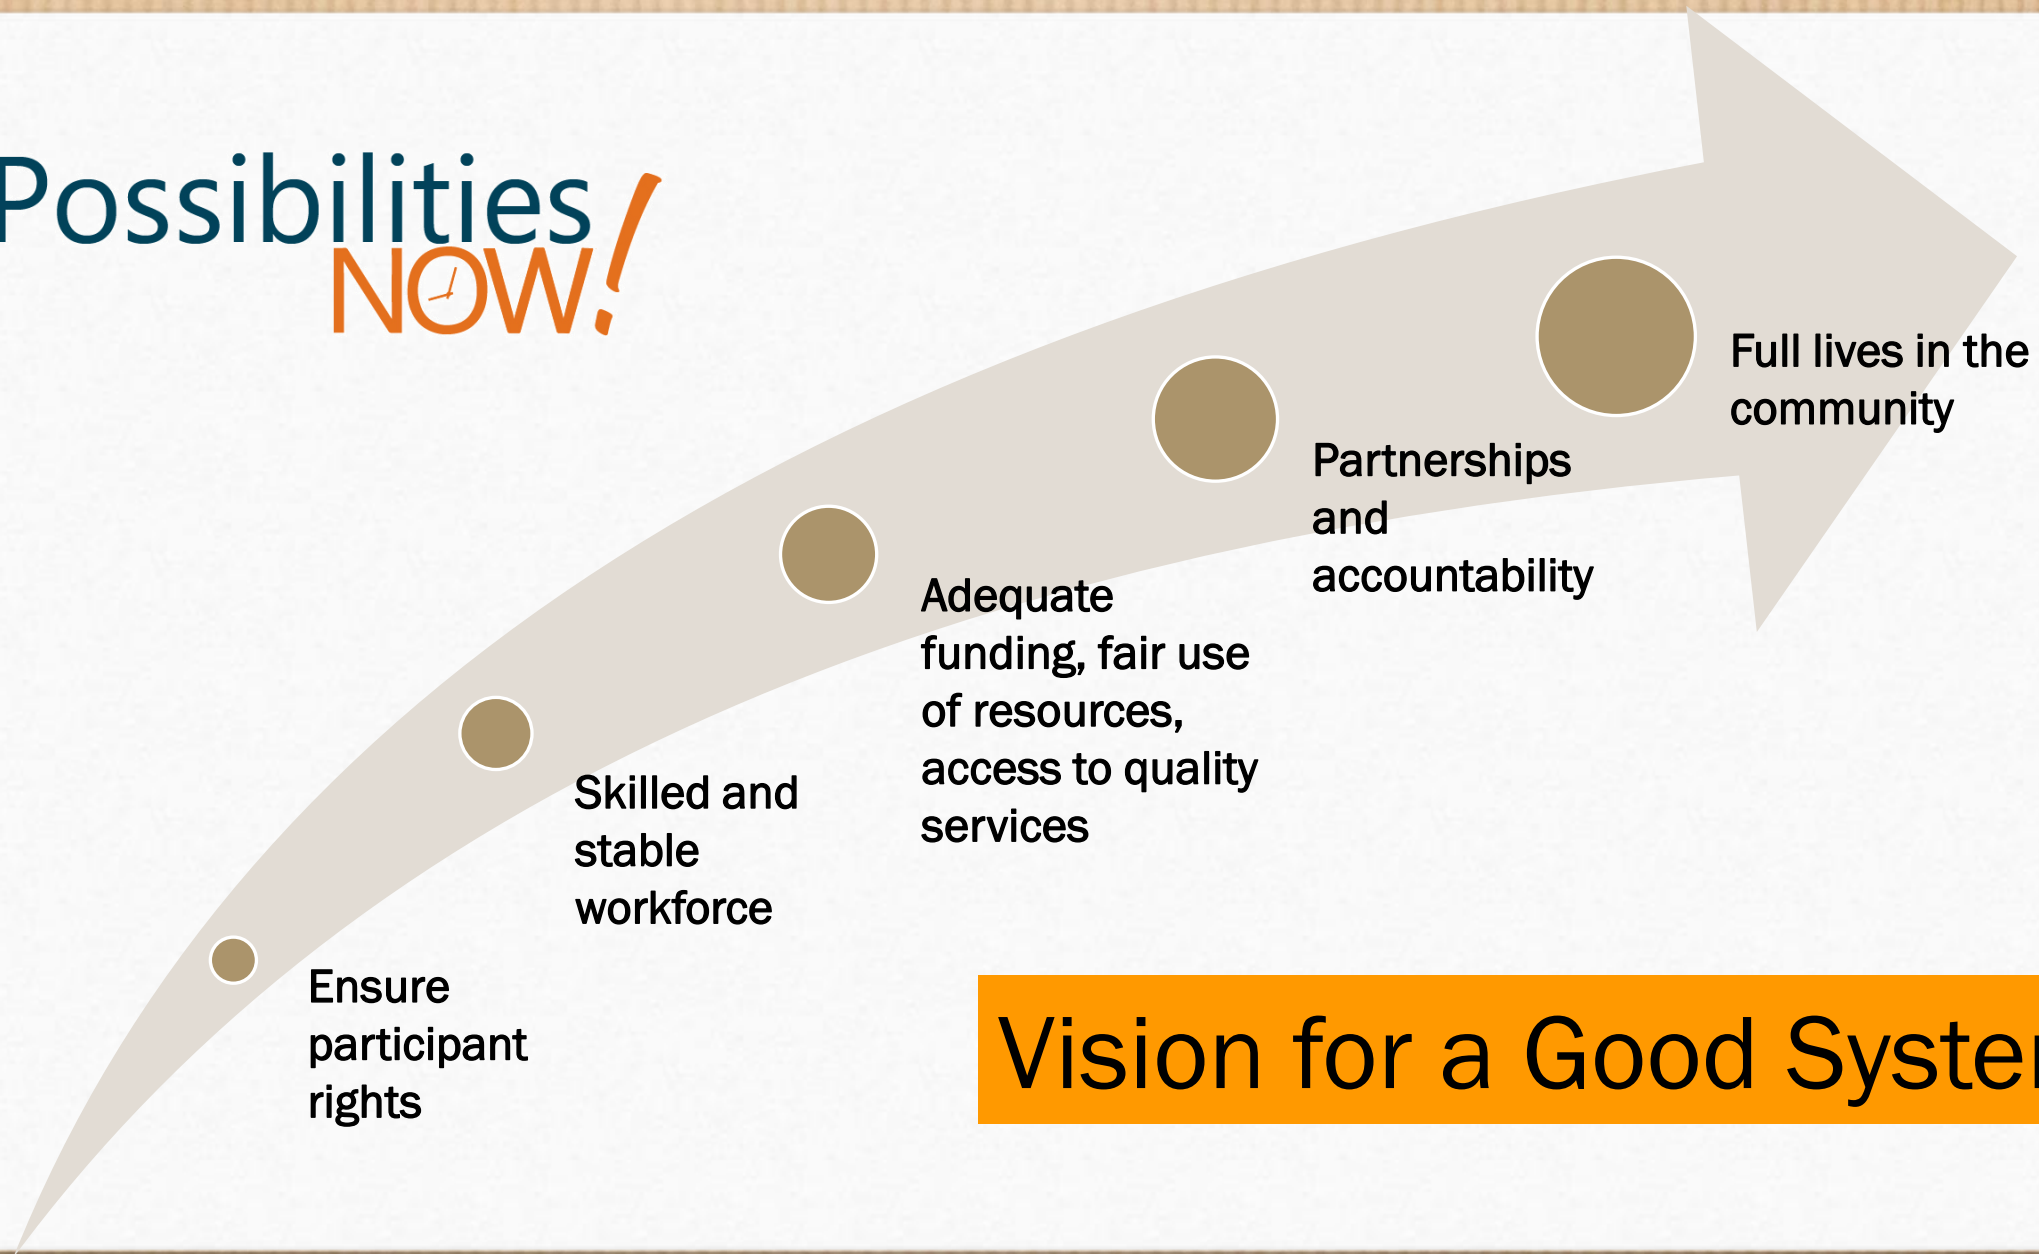 Possibilities
NOW!
Full lives in the
community
Partnerships
and
accountability
Adequate
funding, fair use
of resources,
access to quality
services
Skilled and
stable
workforce
Ensure
participant
rights
Vision for a Good